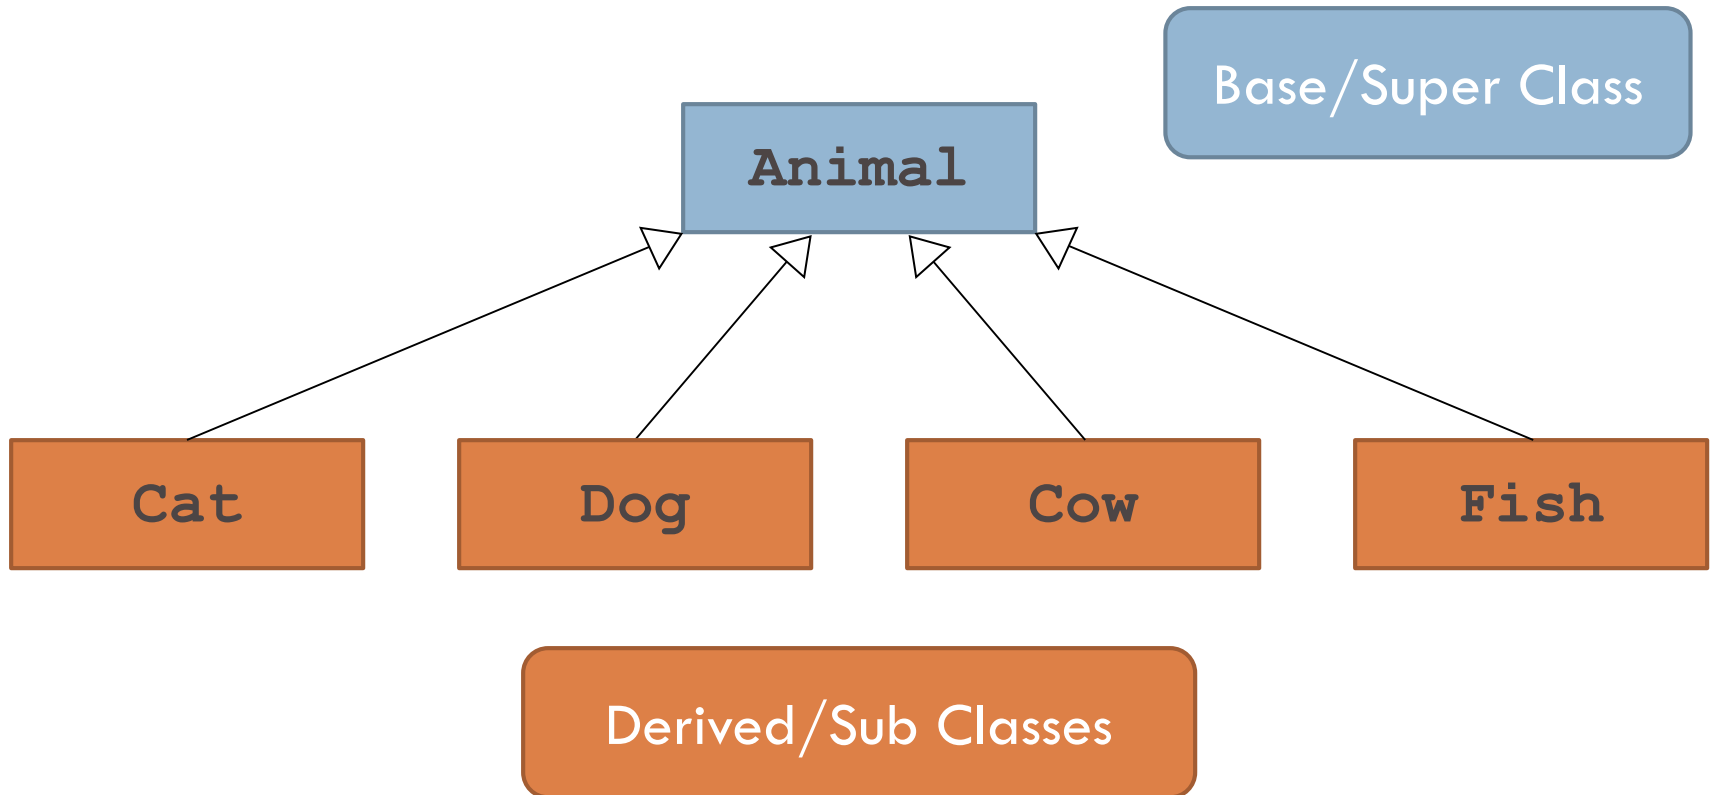 Base/Super Class
Animal
Cat
Dog
Cow
Fish
Derived/Sub Classes